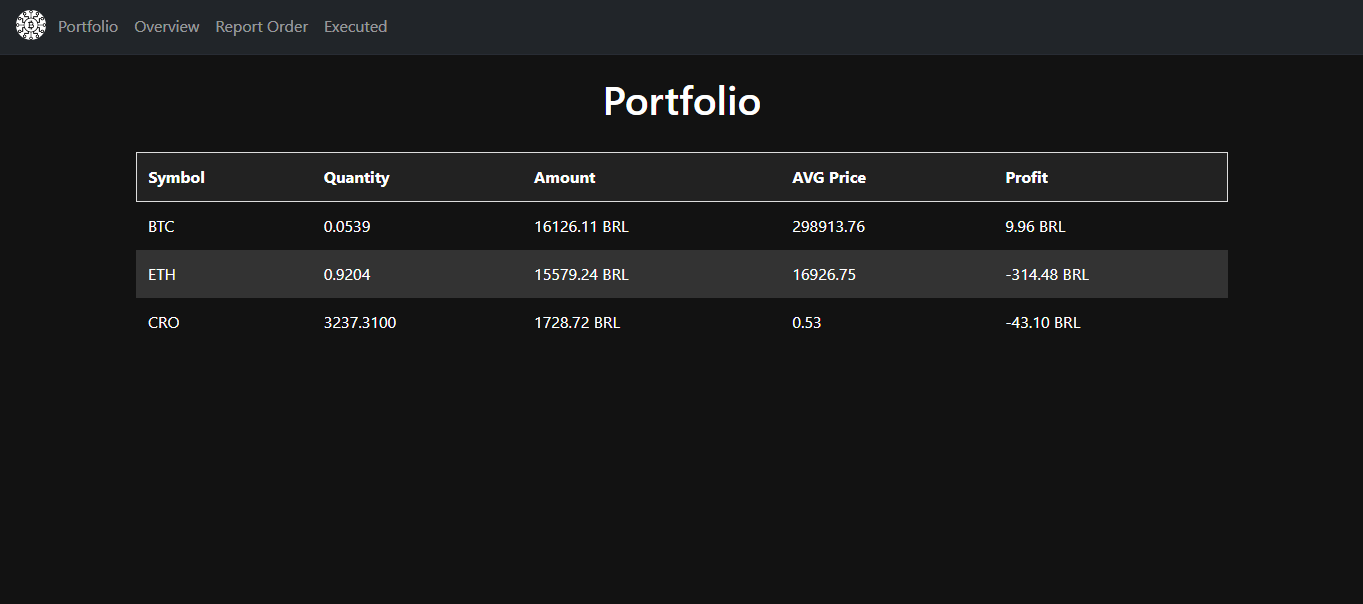 Portfolio Overview Report Order Executed
Portfolio
Symbol Quantity Amount AVG Price Profit
BTC 0.0539 16126.11 BRL 298913.76 9.96 BRL
ETH 0.9204 15579.24 BRL 16926.75 -314.48 BRL
CRO 3237.3100 1728.72 BRL 0.53 -43.10 BRL